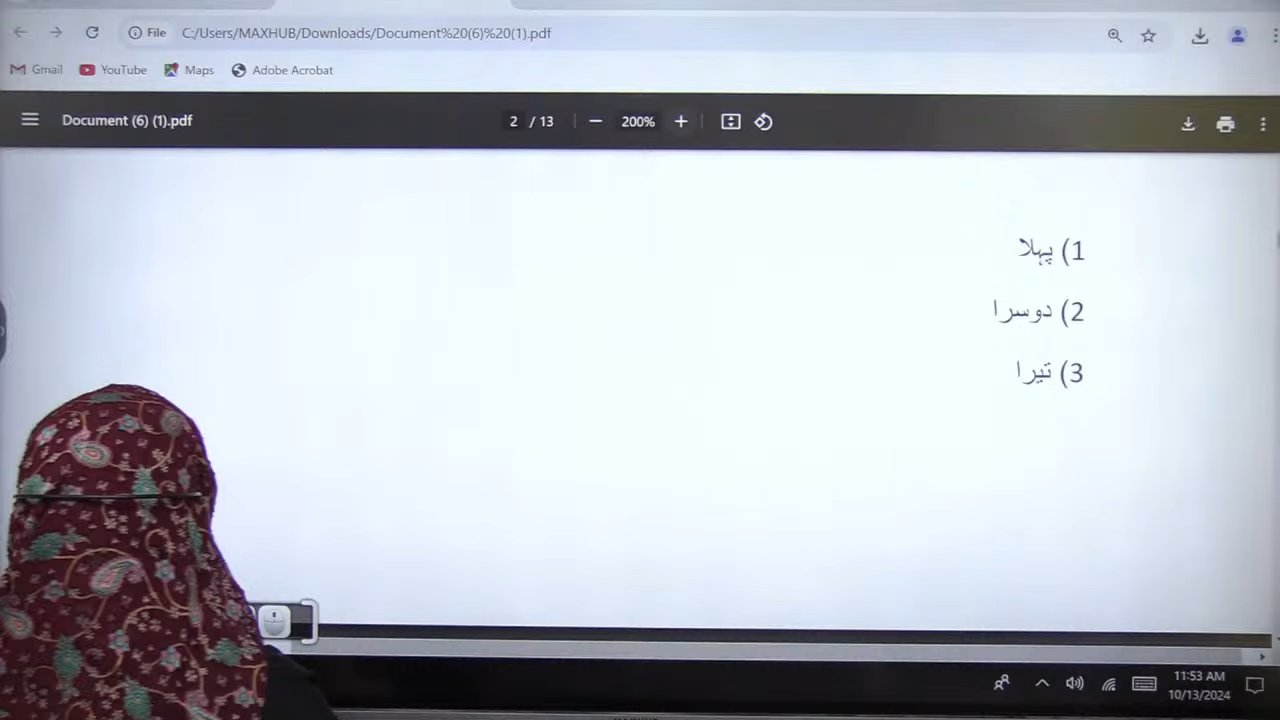 File C:/Users/MAXHUB/Downloads/Document%20(6)%20(1).pdf
Gmail YouTube Maps Adobe Acrobat
Document (6) (1).pdf 2 / 13 200%
1) پہلا
2) دوسرا
3) تیرا
11:53 AM
10/13/2024